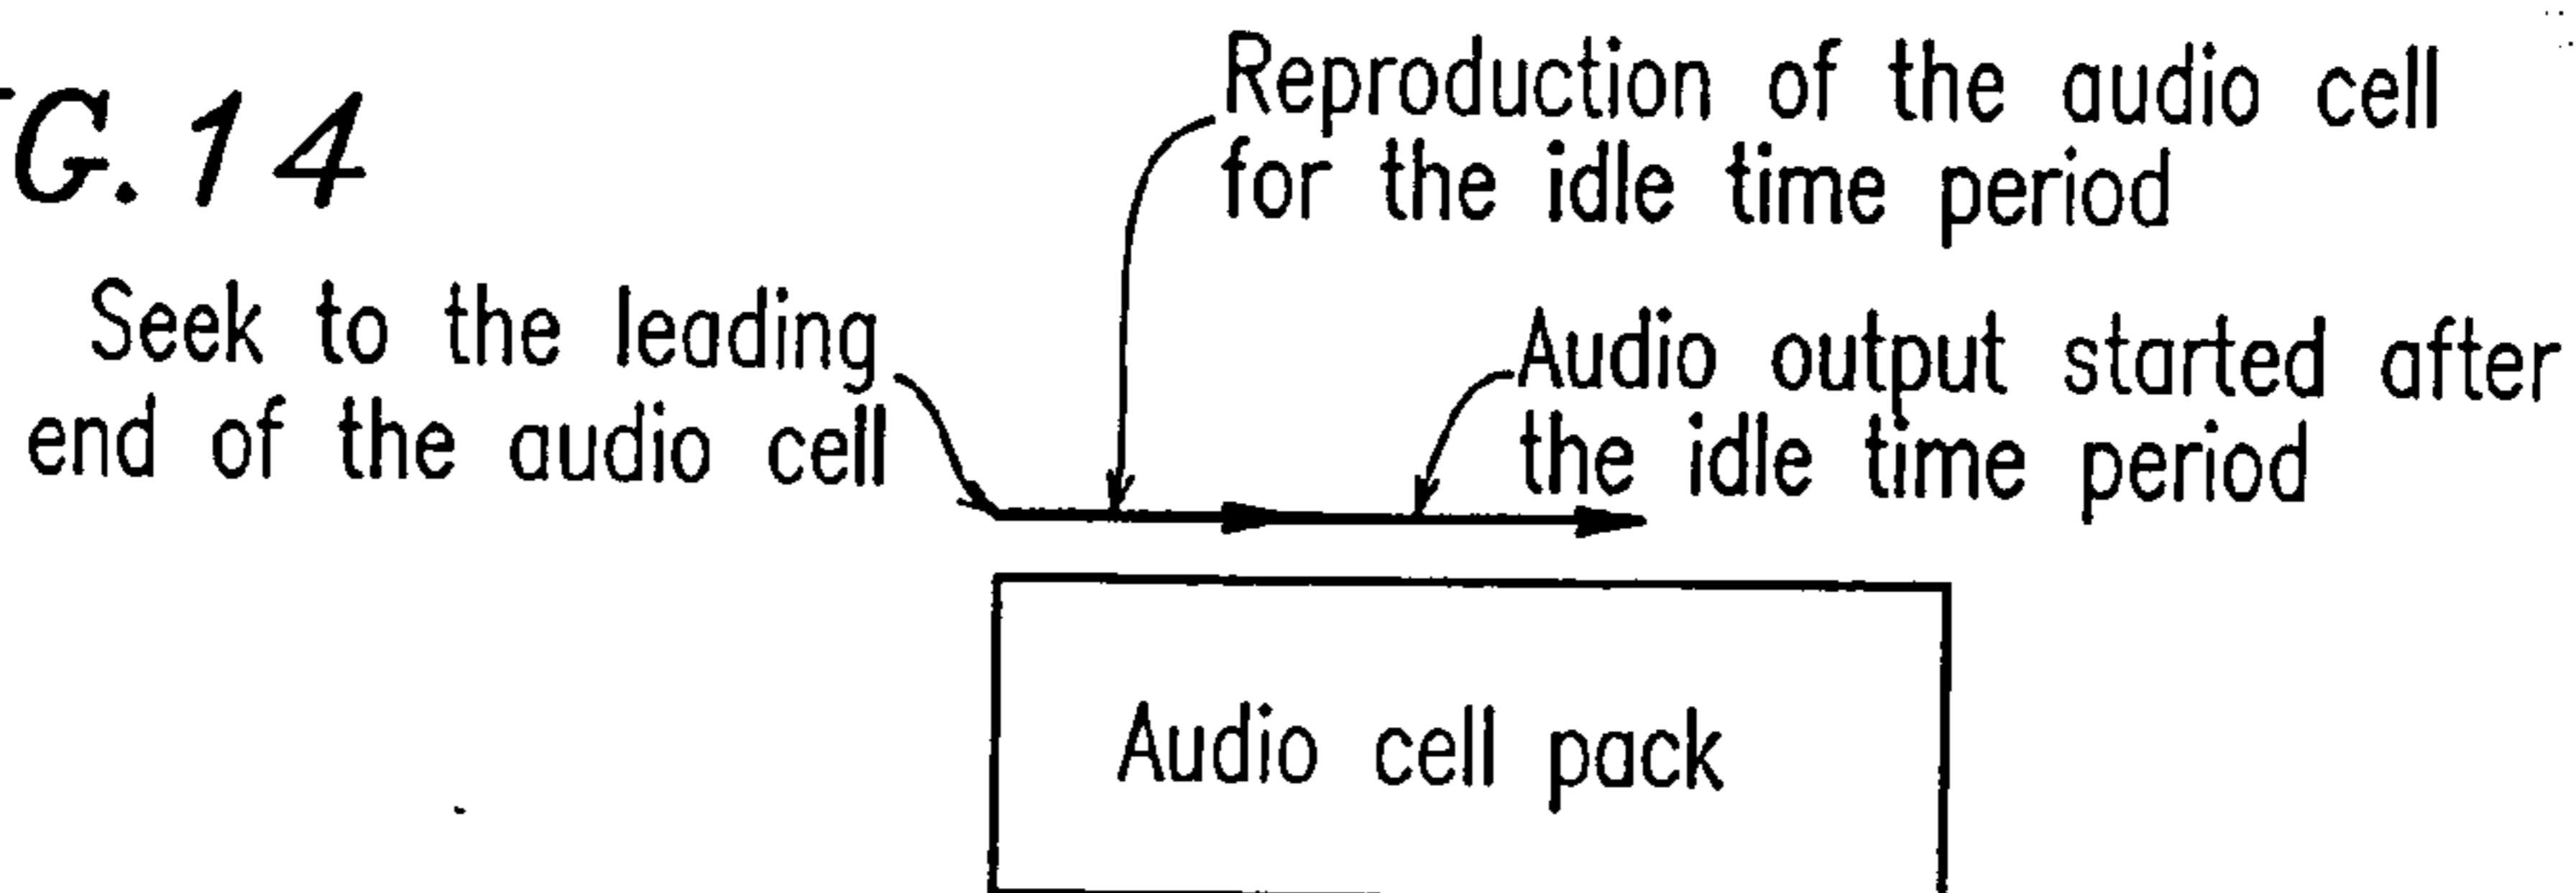 G. 14
Reproduction of the audio cell
for the idle time period
Seek to the leading
end of the audio cell
Audio output started after
the idle time period
Audio cell pack